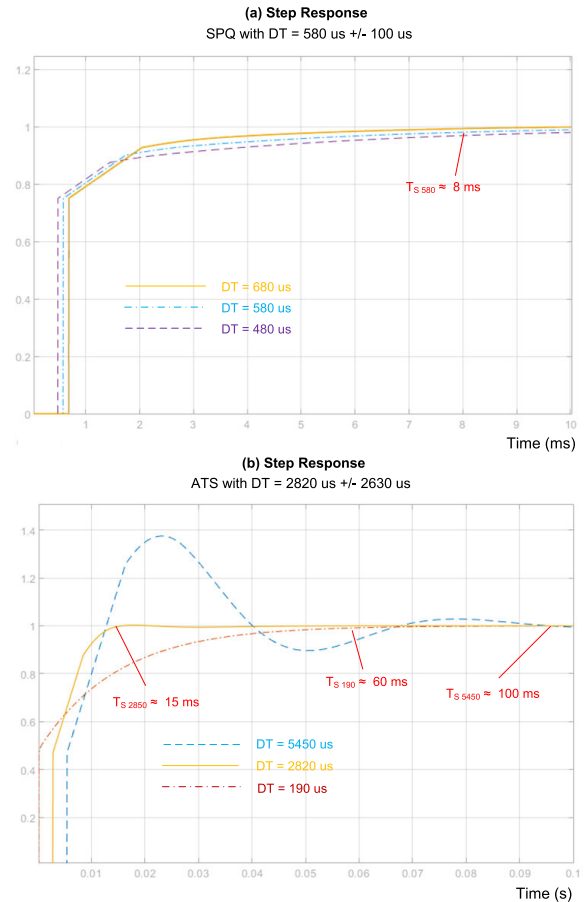 (a) Step Response
SPQ with DT = 580 us +/- 100 us
1.2
1
0.8
0.6
0.4
0.2
0
T S 580 ≈ 8 ms
DT = 680 us
DT = 580 us
DT = 480 us
1 2 3 4 5 6 7 8 9 10
Time (ms)
(b) Step Response
ATS with DT = 2820 us +/- 2630 us
1.4
1.2
1
0.8
0.6
0.4
0.2
T S 2850 ≈ 15 ms
T S 190 ≈ 60 ms
T S 5450 ≈ 100 ms
DT = 5450 us
DT = 2820 us
DT = 190 us
0.01 0.02 0.03 0.04 0.05 0.06 0.07 0.08 0.09 0.1
Time (s)